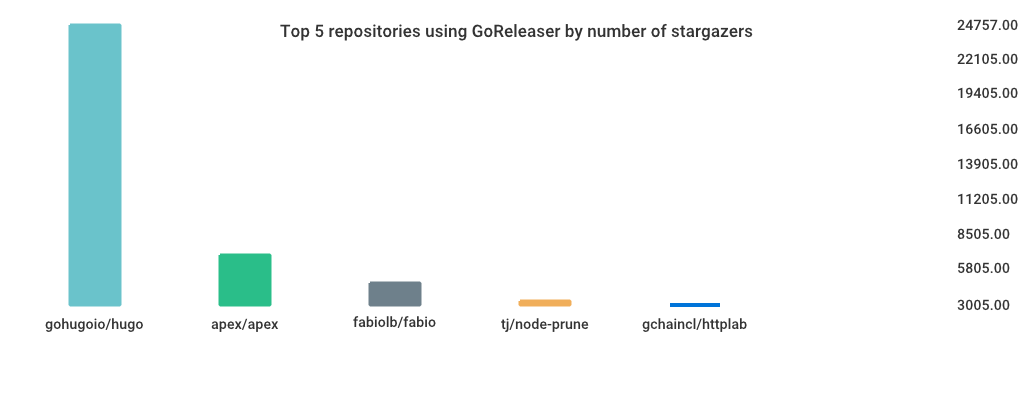 Top 5 repositories using GoReleaser by number of stargazers
24757.00
22105.00
19405.00
16605.00
13905.00
11205.00
8505.00
5805.00
3005.00
gohugoio/hugo
apex/apex
fabiolb/fabio
tj/node-prune
gchaincl/httplab